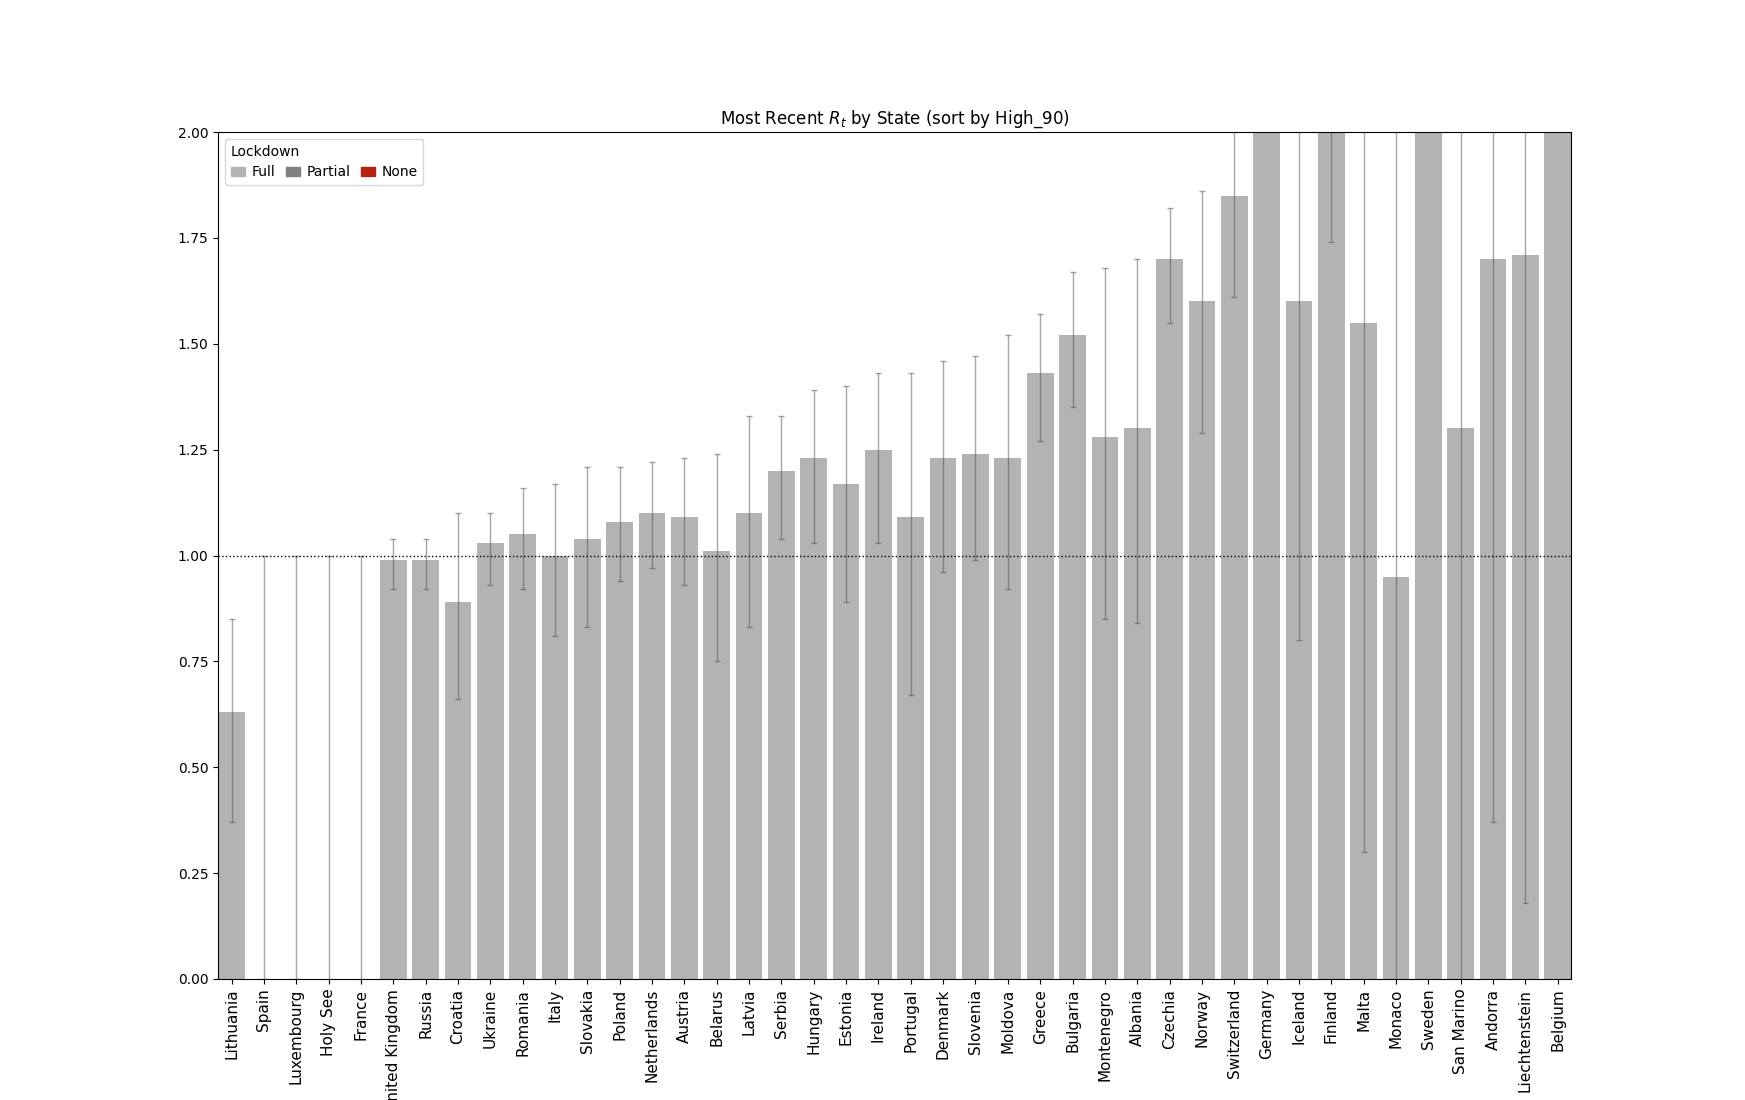 Most Recent R_t by State (sort by High_90)
Lockdown
Full Partial None
2.00
1.75
1.50
1.25
1.00
0.75
0.50
0.25
0.00
Lithuania
Spain
Luxembourg
Holy See
France
nited Kingdom
Russia
Croatia
Ukraine
Romania
Italy
Slovakia
Poland
Netherlands
Austria
Belarus
Latvia
Serbia
Hungary
Estonia
Ireland
Portugal
Denmark
Slovenia
Moldova
Greece
Bulgaria
Montenegro
Albania
Czechia
Norway
Switzerland
Germany
Iceland
Finland
Malta
Monaco
Sweden
San Marino
Andorra
Liechtenstein
Belgium